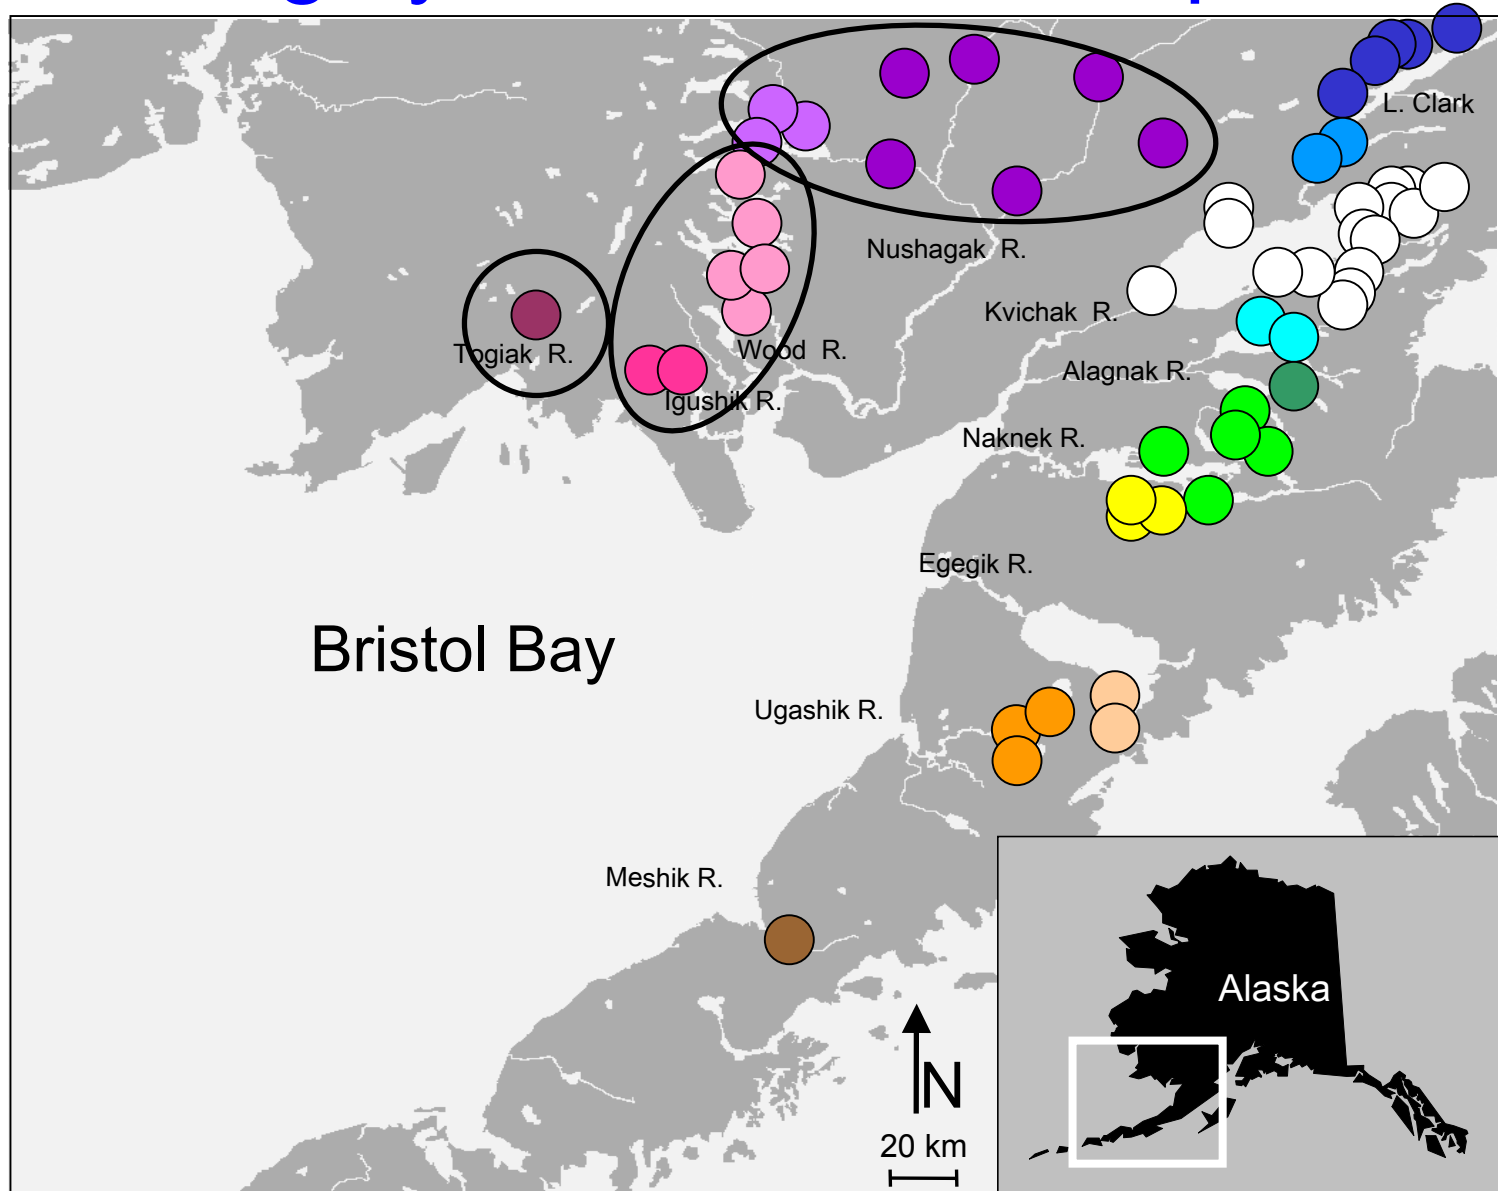 L. Clark
Nushagak R.
Kvichak R.
Togiak R.
Wood R.
Alagnak R.
Igushik R.
Naknek R.
Egegik R.
Bristol Bay
Ugashik R.
Meshik R.
Alaska
N
20 km